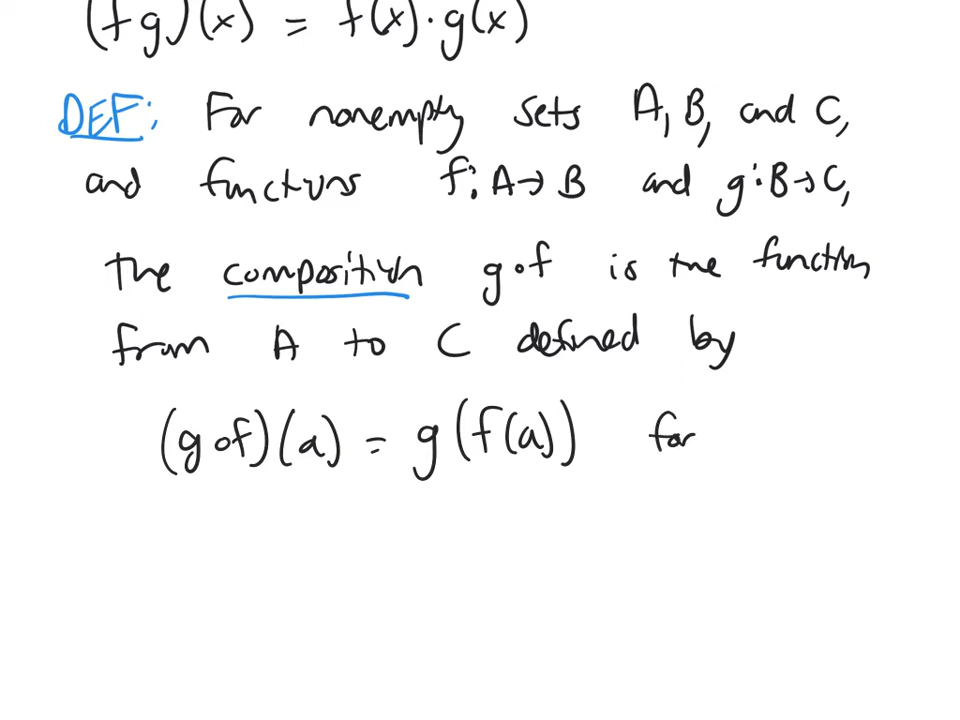 (fg)(x) = f(x)·g(x)
DEF: For nonempty sets A, B, and C,
and functions f: A→B and g: B→C,
the composition g∘f is the function
from A to C defined by
(g∘f)(a) = g(f(a)) for